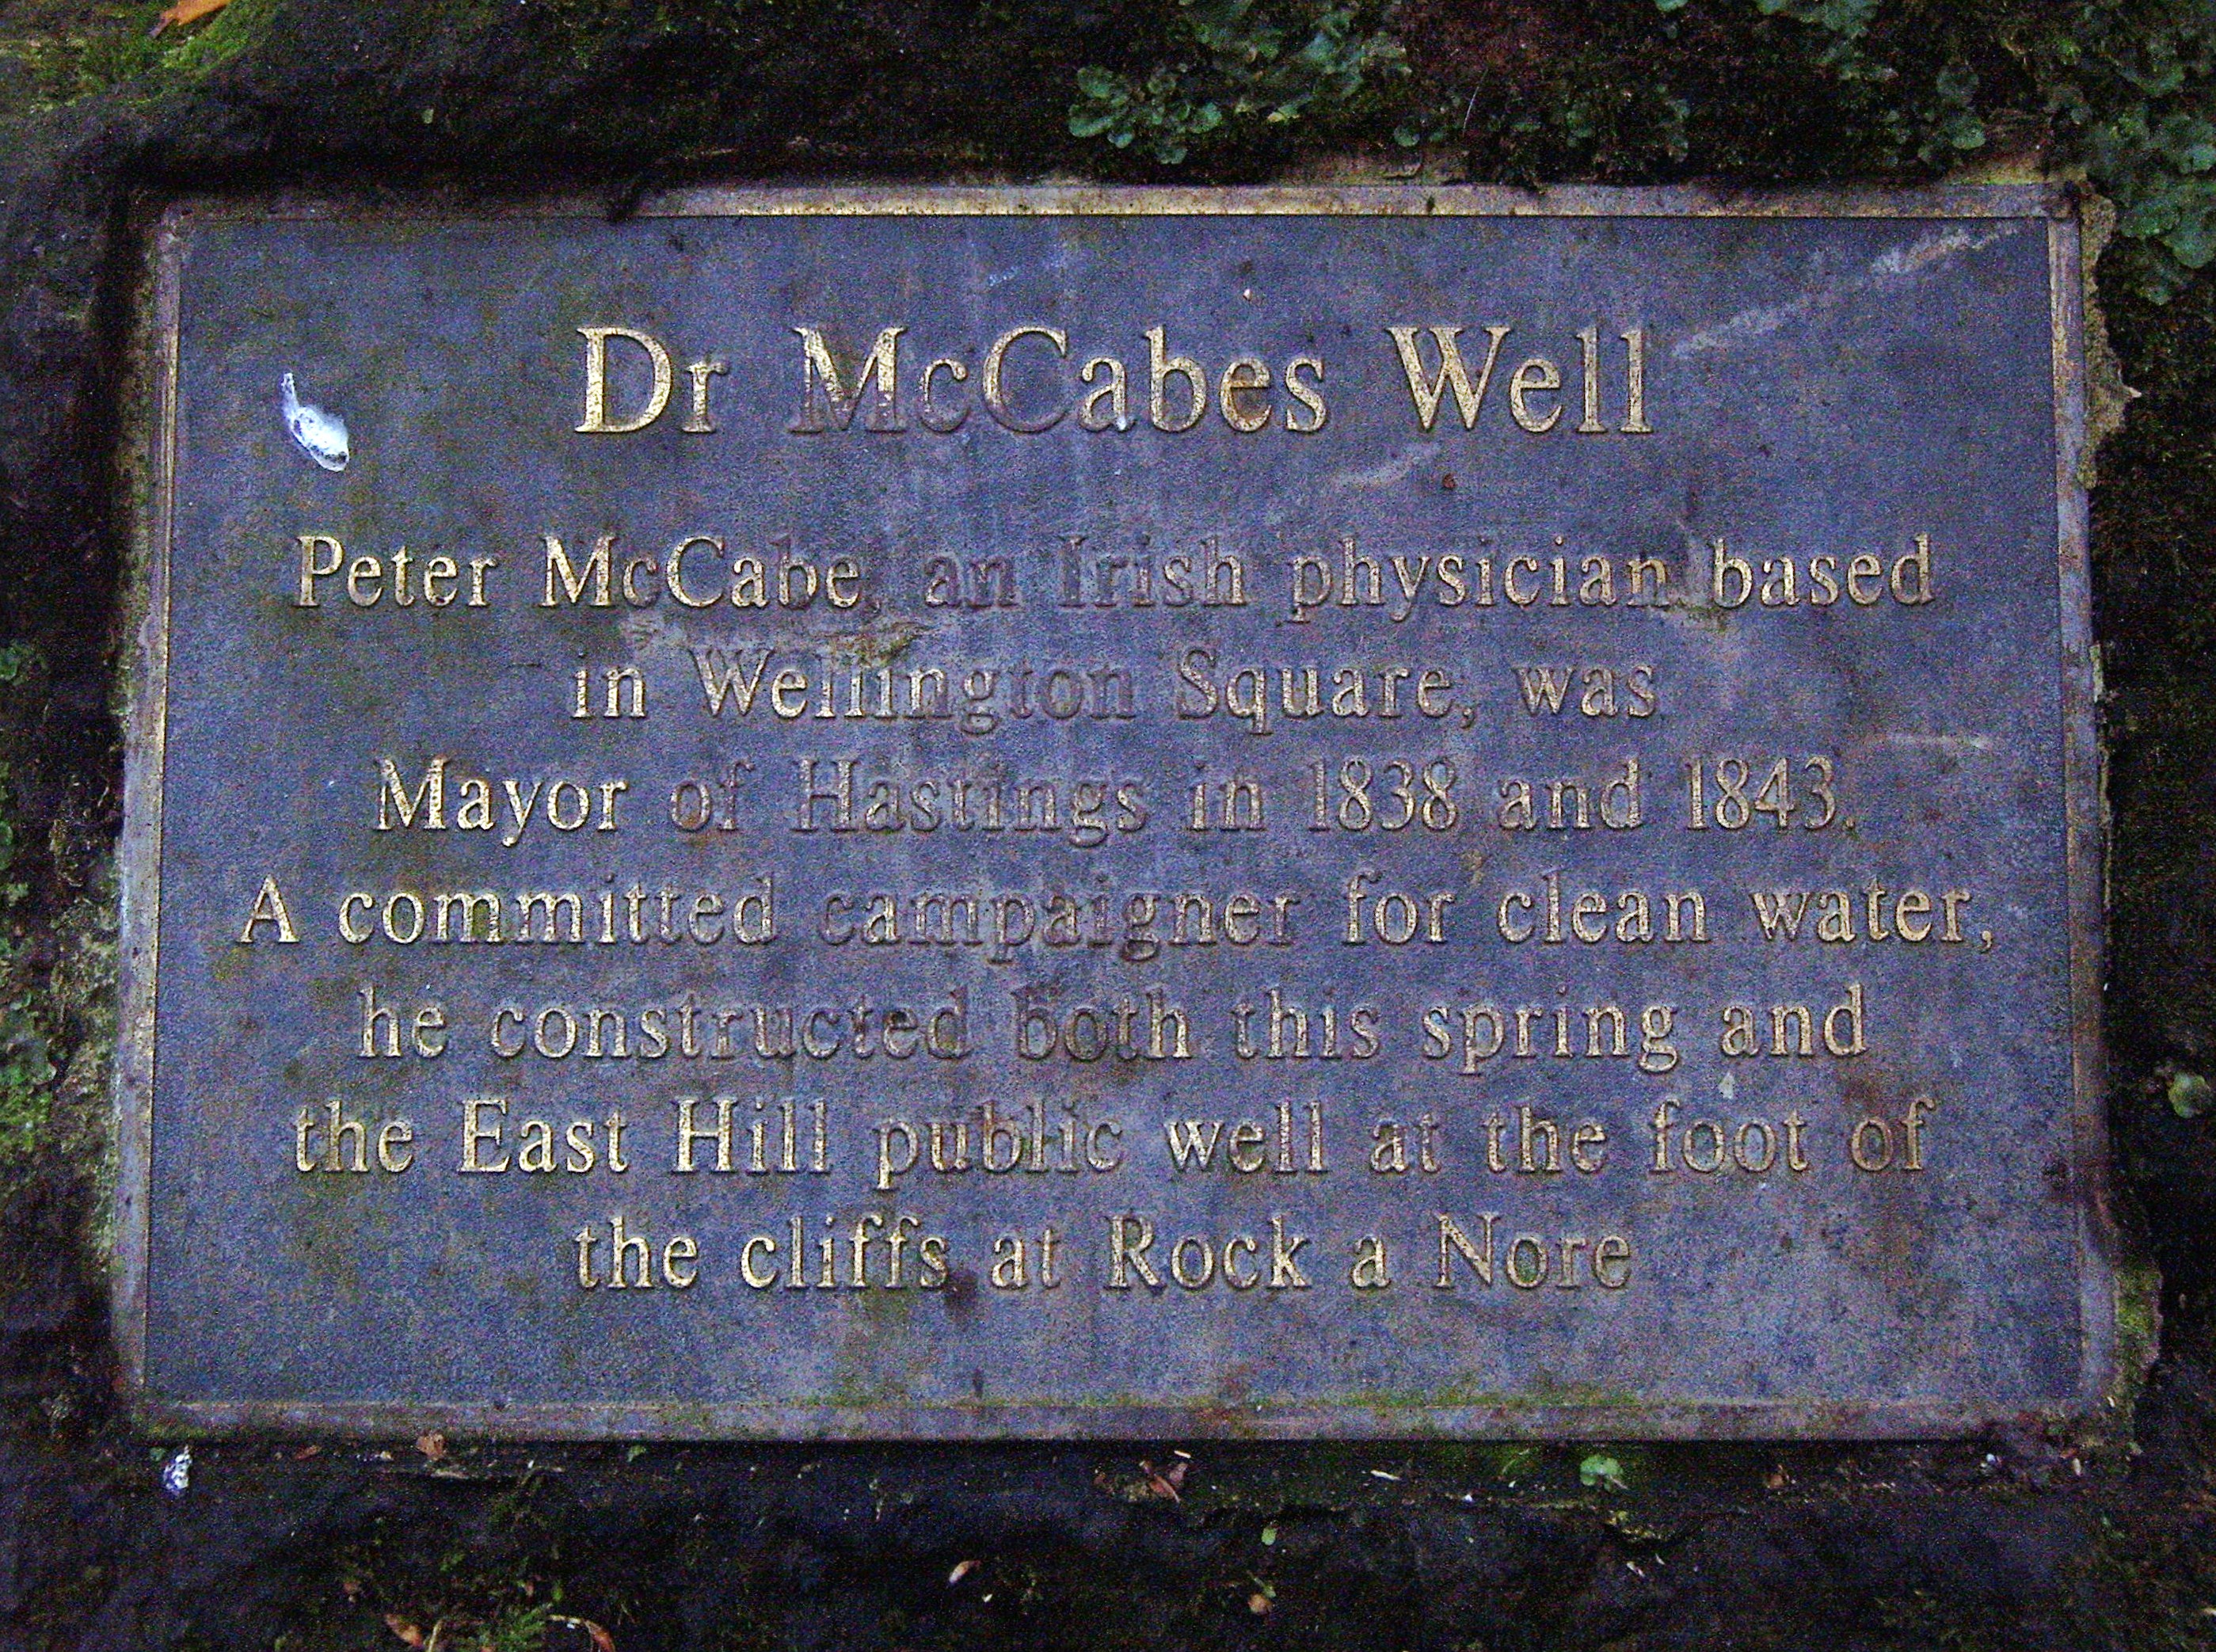 Dr McCabes Well
Peter McCabe, an Irish physician based
in Wellington Square, was
Mayor of Hastings in 1838 and 1843.
A committed campaigner for clean water,
he constructed both this spring and
the East Hill public well at the foot of
the cliffs at Rock a Nore